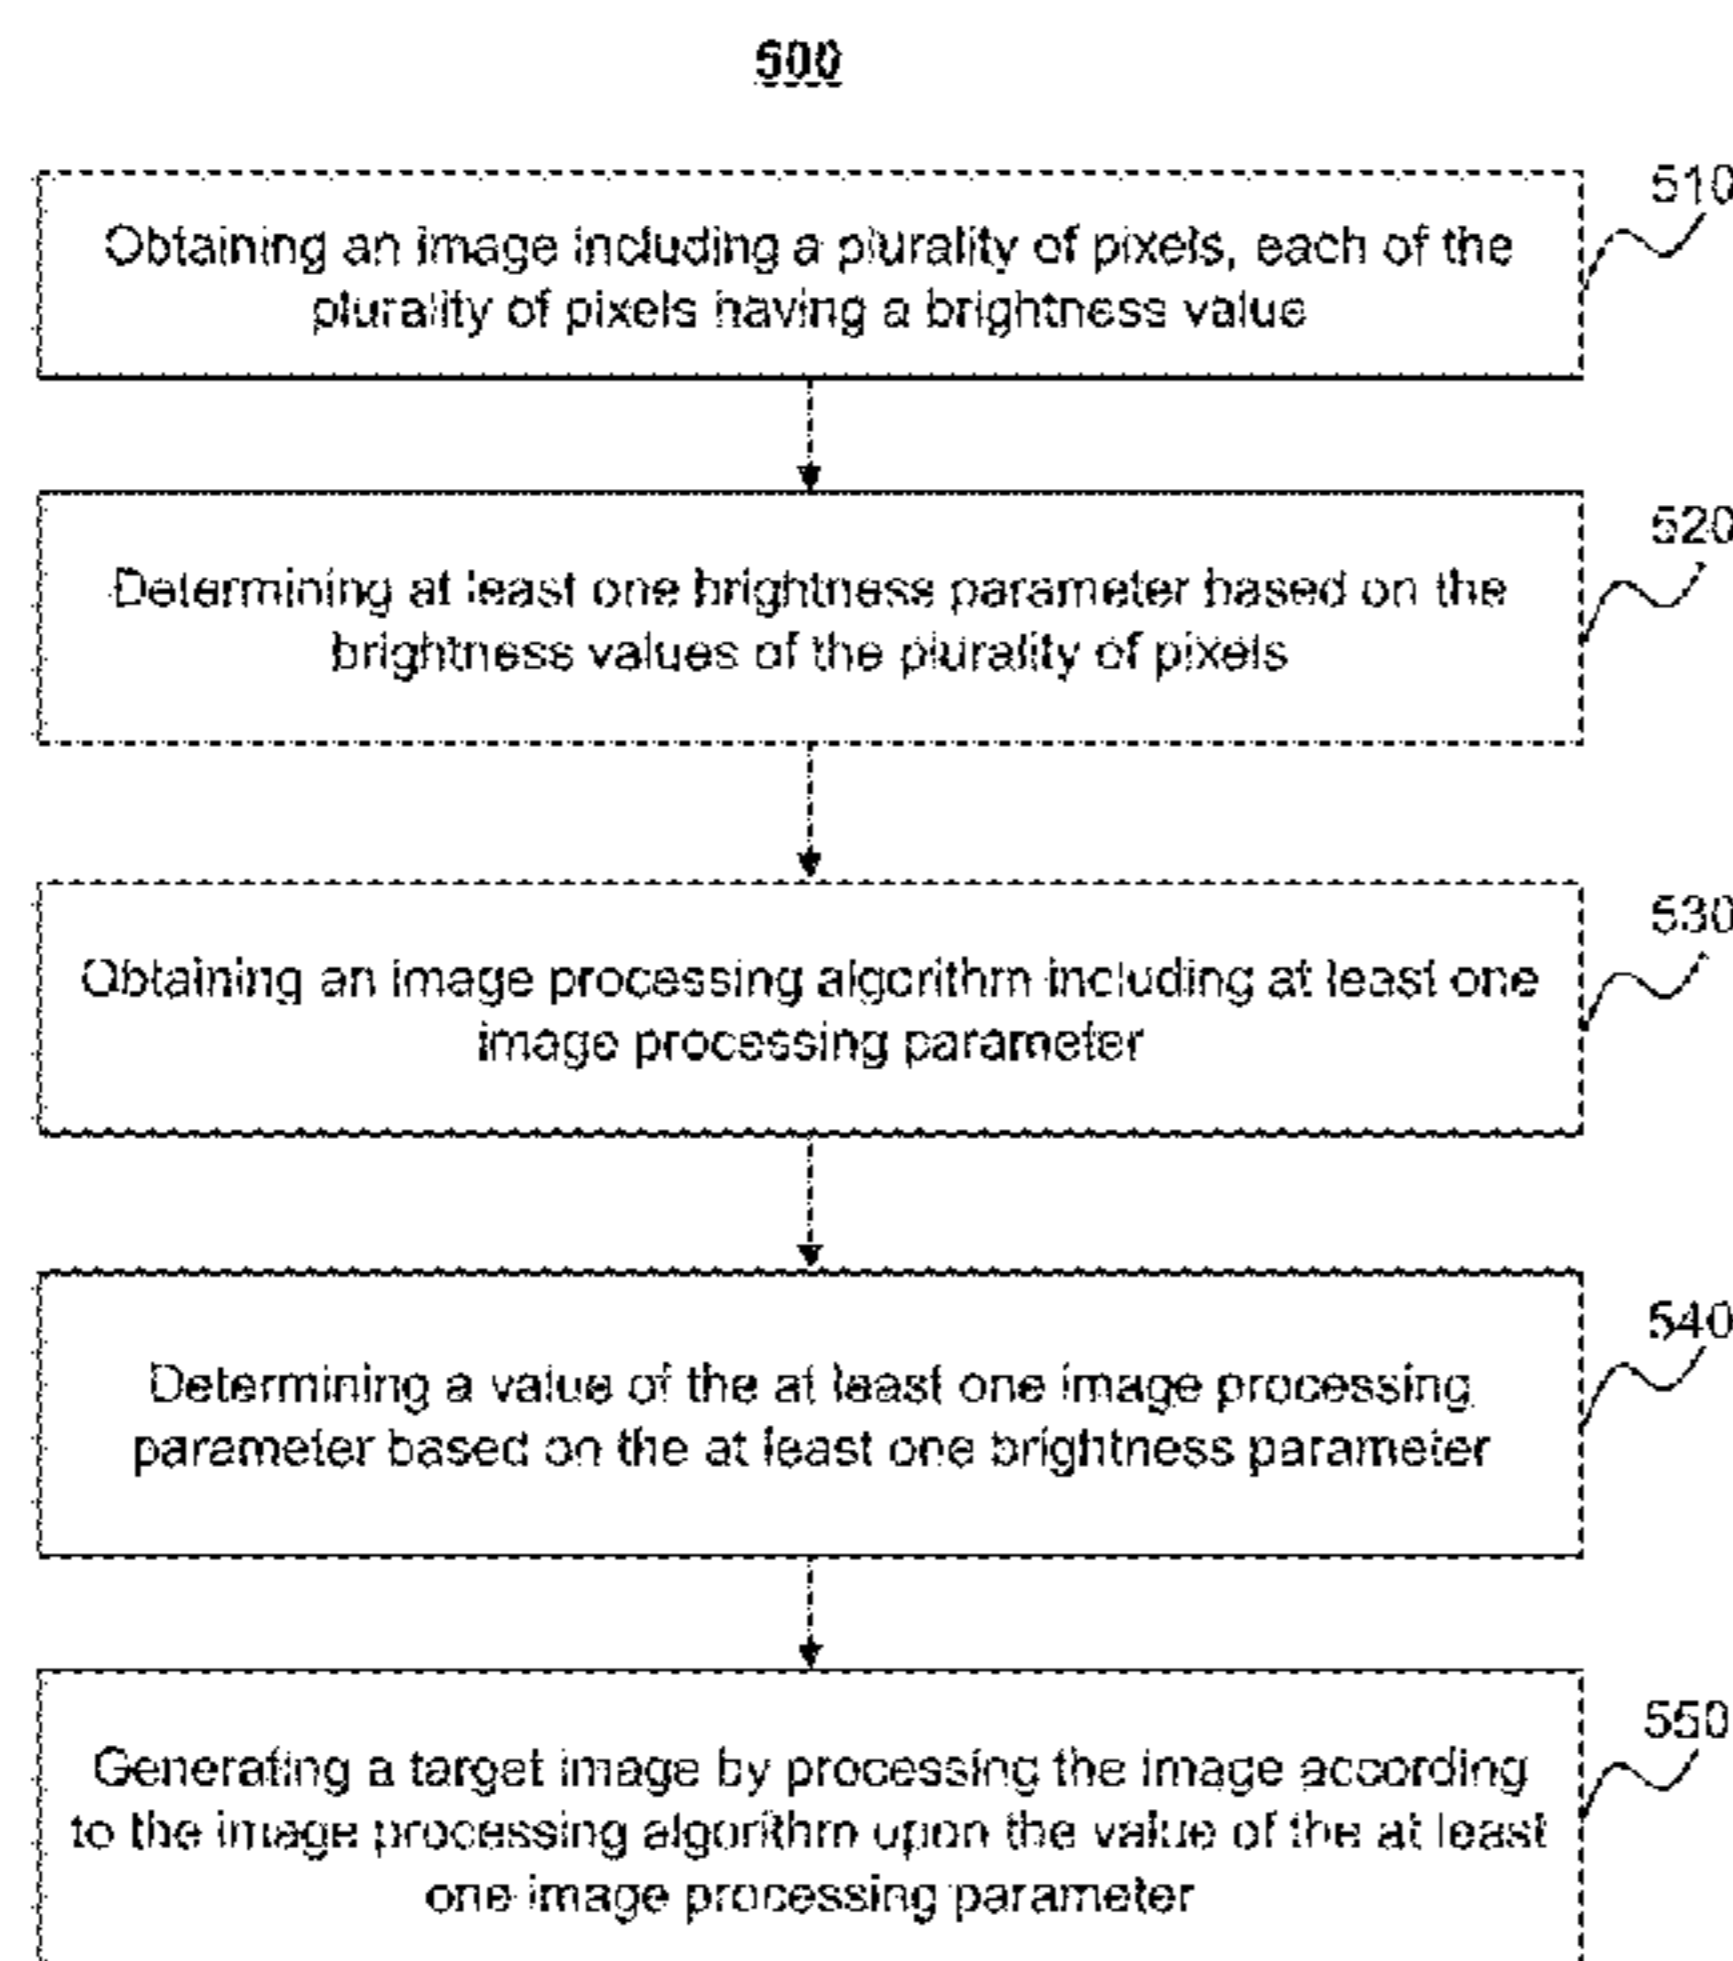 500
510
Obtaining an image including a plurality of pixels, each of the
plurality of pixels having a brightness value
520
Determining at least one brightness parameter based on the
brightness values of the plurality of pixels
530
Obtaining an image processing algorithm including at least one
image processing parameter
540
Determining a value of the at least one image processing
parameter based on the at least one brightness parameter
550
Generating a target image by processing the image according
to the image processing algorithm upon the value of the at least
one image processing parameter